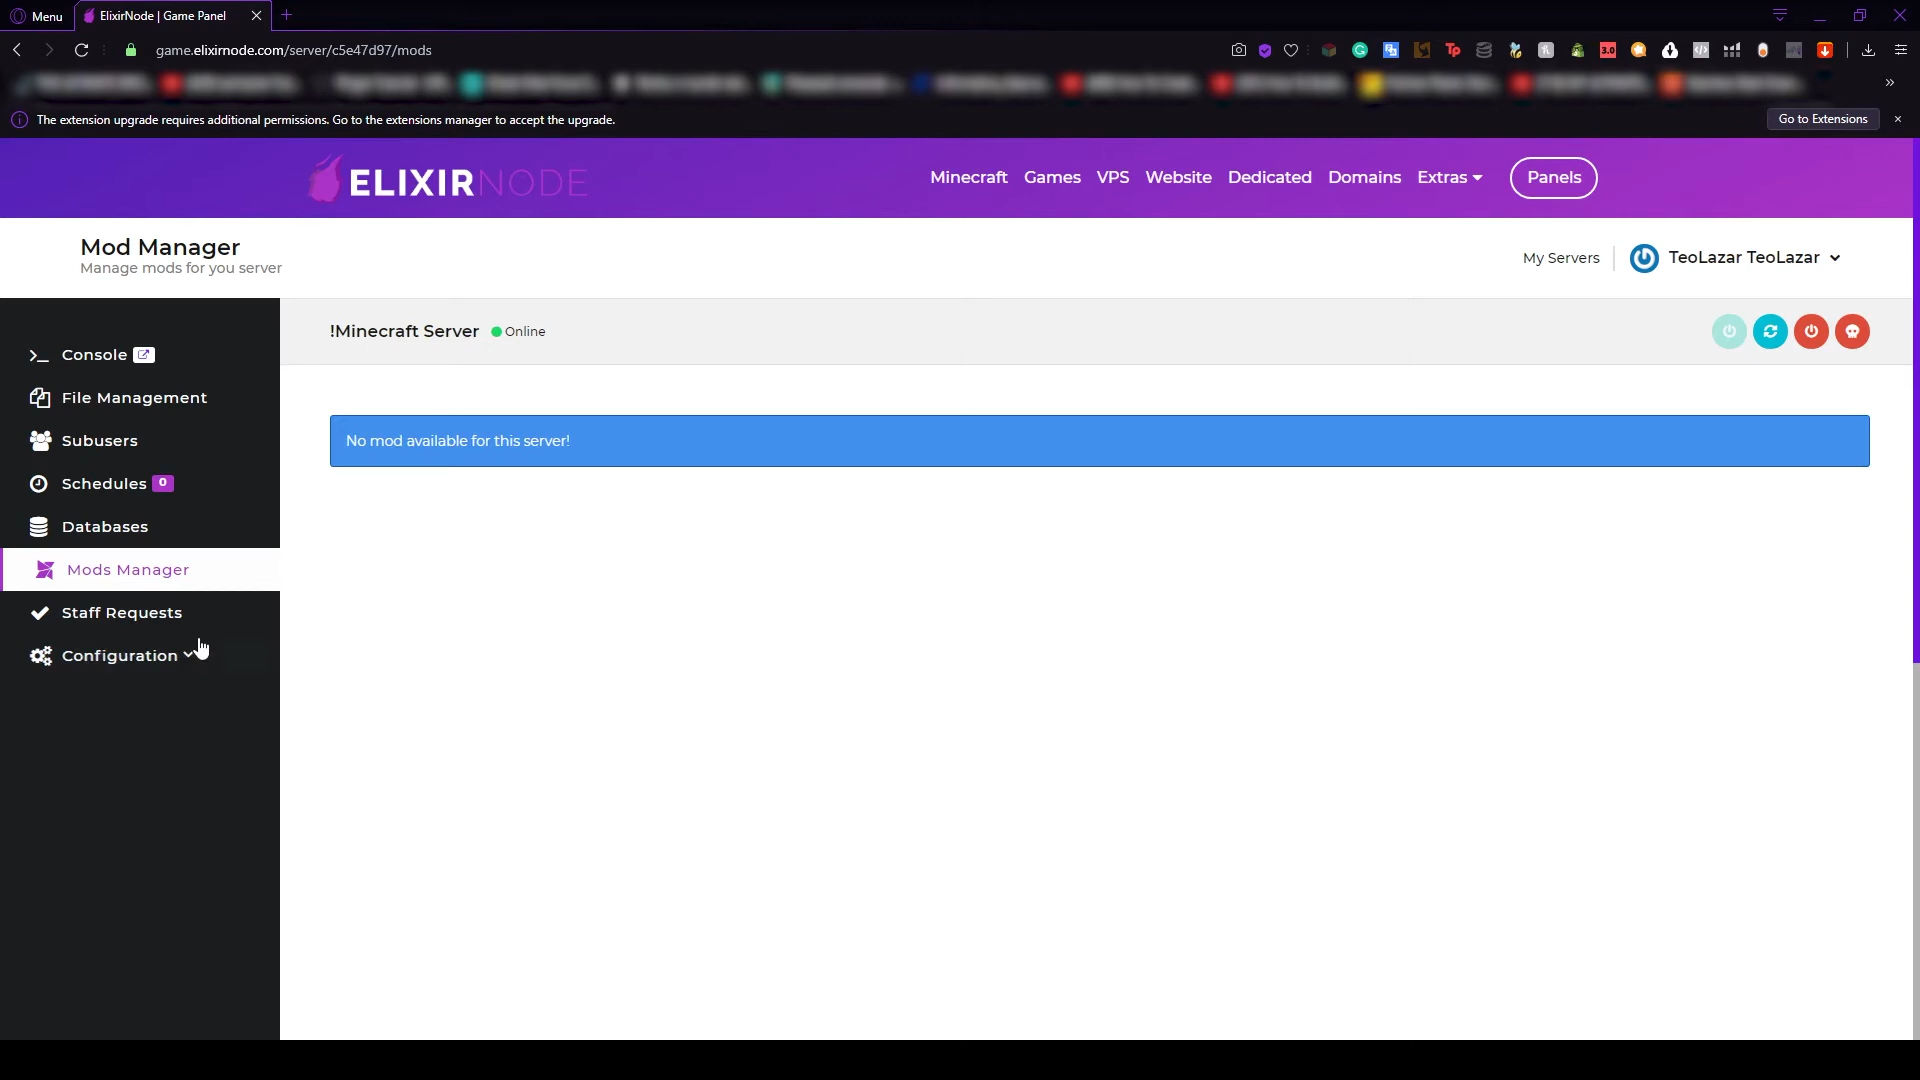 Menu
ElixirNode | Game Panel
game.elixirnode.com/server/c5e47d97/mods
Tp
3.0
The extension upgrade requires additional permissions. Go to the extensions manager to accept the upgrade.
Go to Extensions
ELIXIRNODE
Minecraft Games VPS Website Dedicated Domains Extras Panels
Mod Manager
Manage mods for you server
My Servers
TeoLazar TeoLazar
!Minecraft Server
Online
Console
File Management
Subusers
Schedules 0
Databases
Mods Manager
Staff Requests
Configuration
No mod available for this server!